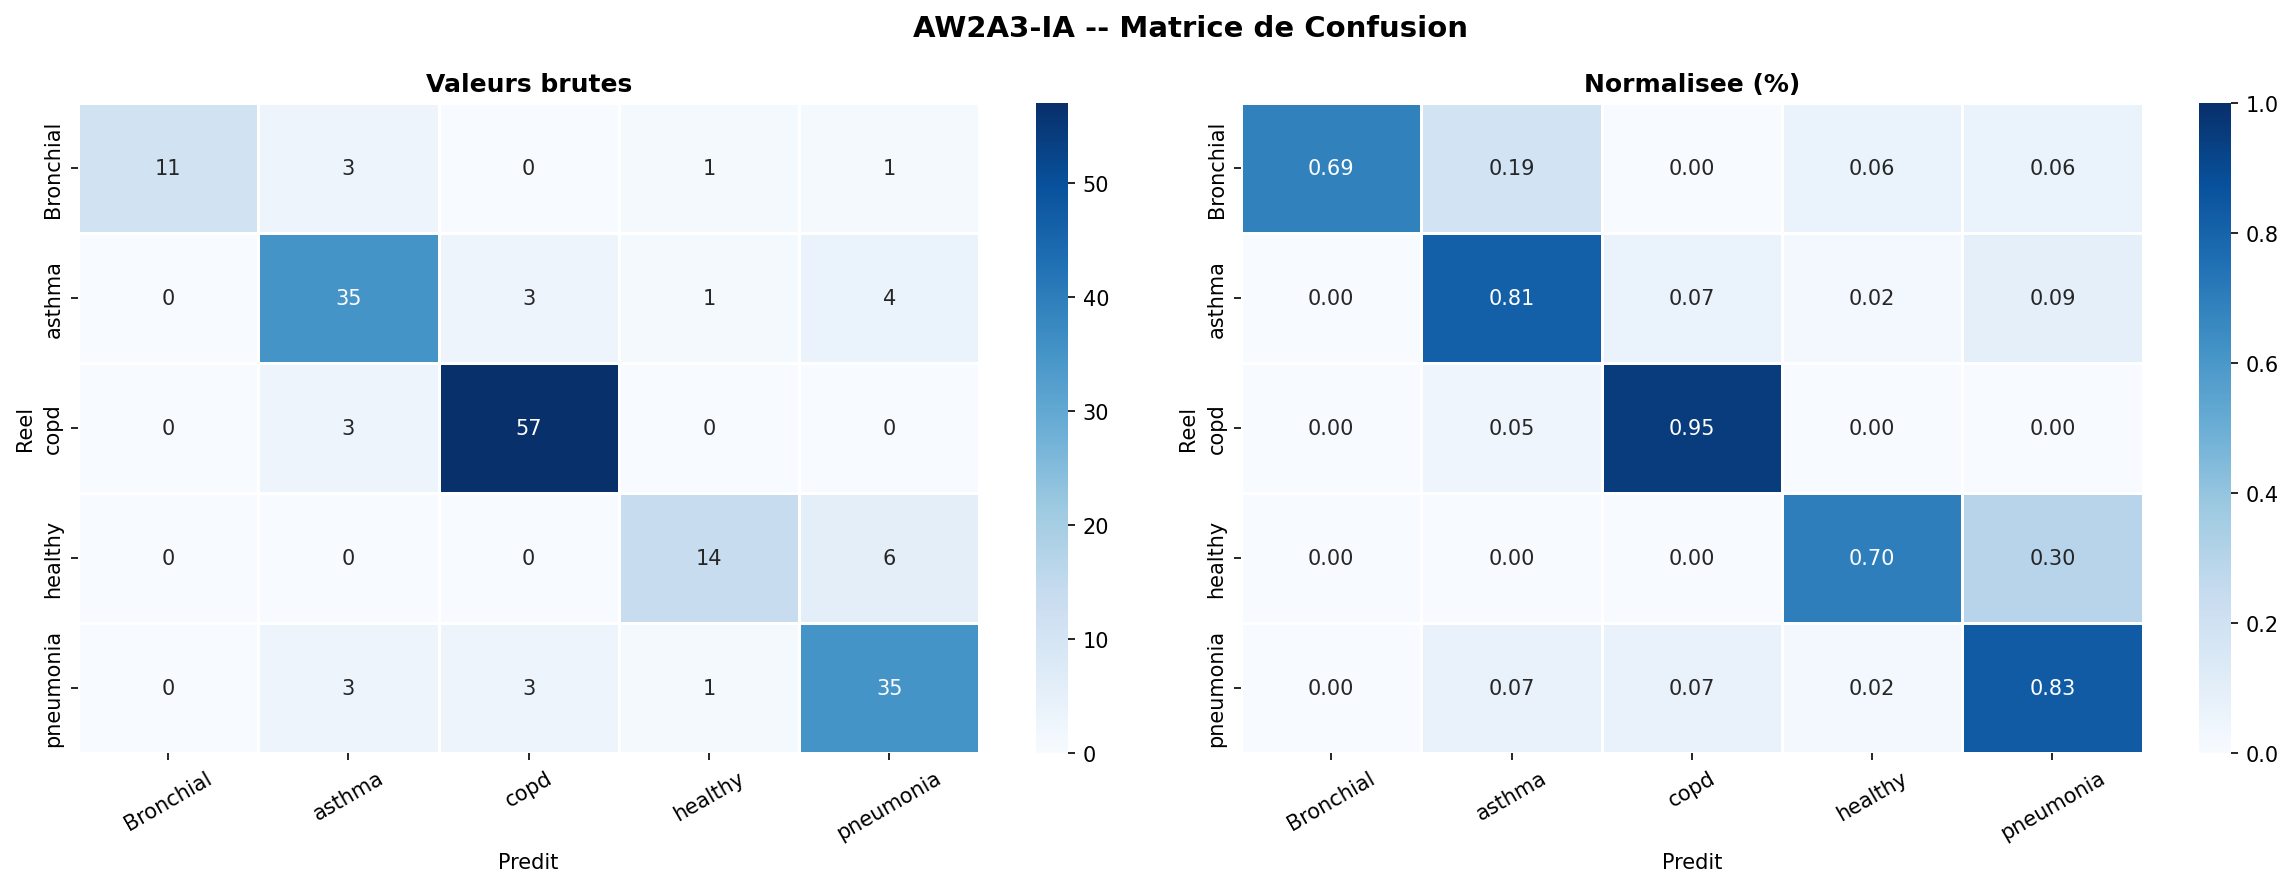 AW2A3-IA -- Matrice de Confusion
Valeurs brutes
Bronchial 11 3 0 1 1
asthma 0 35 3 1 4
Reel
copd 0 3 57 0 0
healthy 0 0 0 14 6
pneumonia 0 3 3 1 35
Bronchial asthma copd healthy pneumonia
Predit
50
40
30
20
10
0
Normalisee (%)
Bronchial 0.69 0.19 0.00 0.06 0.06
asthma 0.00 0.81 0.07 0.02 0.09
Reel
copd 0.00 0.05 0.95 0.00 0.00
healthy 0.00 0.00 0.00 0.70 0.30
pneumonia 0.00 0.07 0.07 0.02 0.83
Bronchial asthma copd healthy pneumonia
Predit
1.0
0.8
0.6
0.4
0.2
0.0